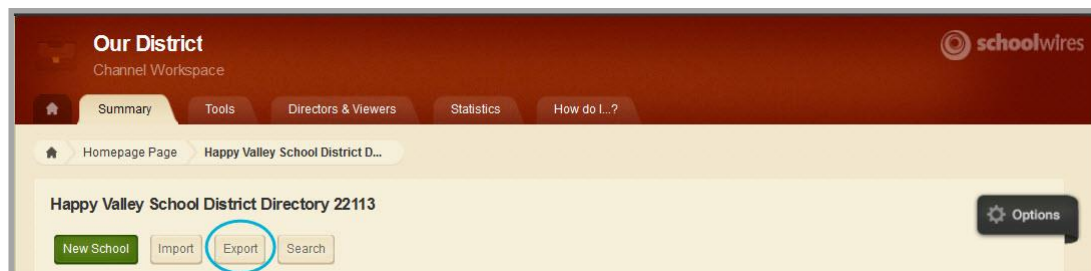 Our District
Channel Workspace
schoolwires
Summary Tools Directors & Viewers Statistics How do I...?
Homepage Page Happy Valley School District D...
Happy Valley School District Directory 22113
Options
New School Import Export Search